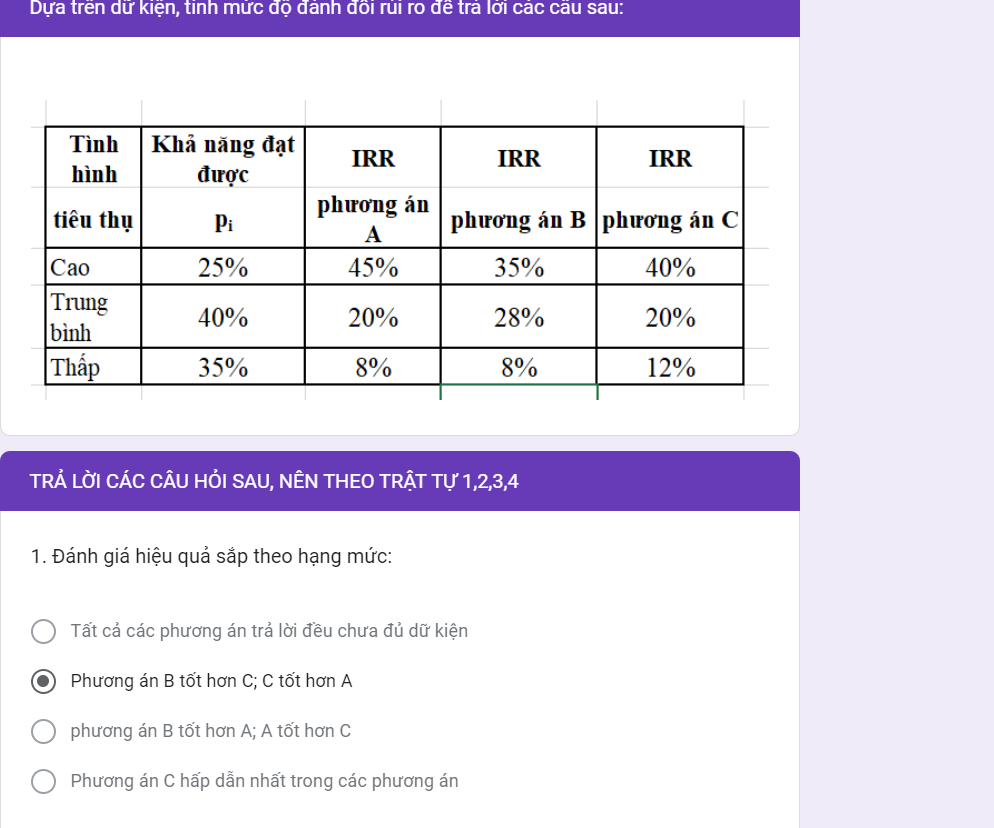 Dựa trên dữ kiện, tính mức độ đánh đổi rủi ro để trả lời các câu sau:
Tình hình tiêu thụ | Khả năng đạt được pᵢ | IRR phương án A | IRR phương án B | IRR phương án C
Cao 25% 45% 35% 40%
Trung bình 40% 20% 28% 20%
Thấp 35% 8% 8% 12%
TRẢ LỜI CÁC CÂU HỎI SAU, NÊN THEO TRẬT TỰ 1,2,3,4
1. Đánh giá hiệu quả sắp theo hạng mức:
Tất cả các phương án trả lời đều chưa đủ dữ kiện
Phương án B tốt hơn C; C tốt hơn A
phương án B tốt hơn A; A tốt hơn C
Phương án C hấp dẫn nhất trong các phương án